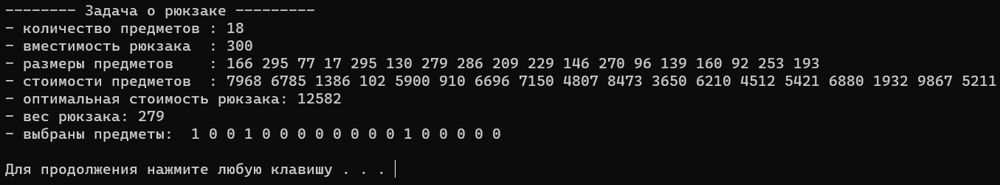 -------- Задача о рюкзаке ---------
- количество предметов : 18
- вместимость рюкзака  : 300
- размеры предметов    : 166 295 77 17 295 130 279 286 209 229 146 270 96 139 160 92 253 193
- стоимости предметов  : 7968 6785 1386 102 5900 910 6696 7150 4807 8473 3650 6210 4512 5421 6880 1932 9867 5211
- оптимальная стоимость рюкзака: 12582
- вес рюкзака: 279
- выбраны предметы:  1 0 0 1 0 0 0 0 0 0 0 0 1 0 0 0 0 0
Для продолжения нажмите любую клавишу . . .